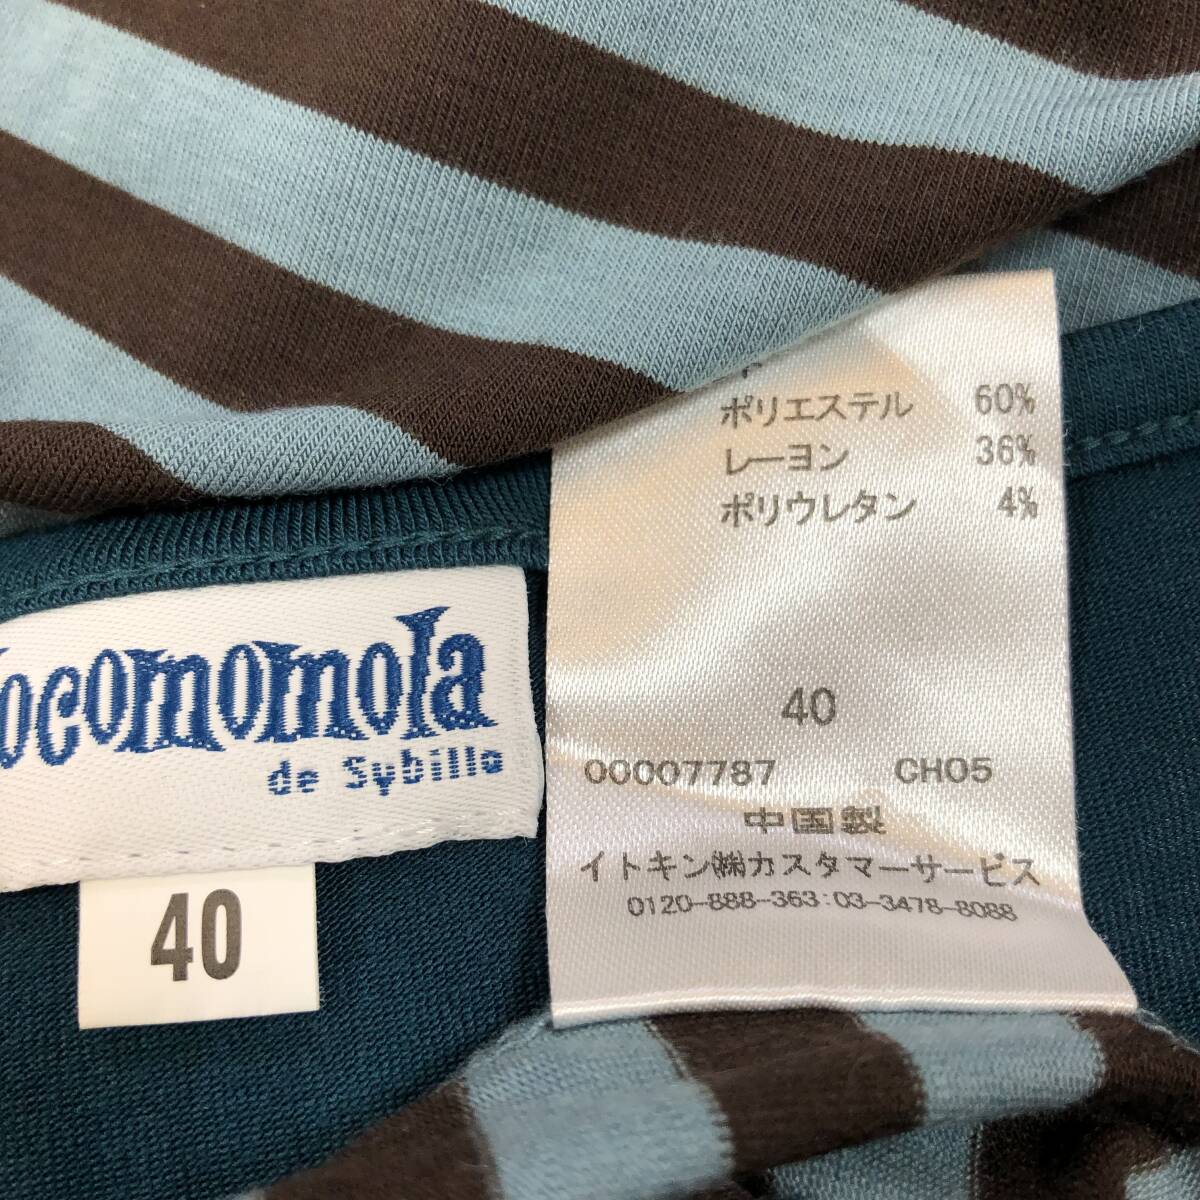 ポリエステル 60%
レーヨン 36%
ポリウレタン 4%
40
00007787 CH05
中国製
イトキン㈱カスタマーサービス
0120-888-363:03-3478-8088
ocomomola
de Sybilla
40